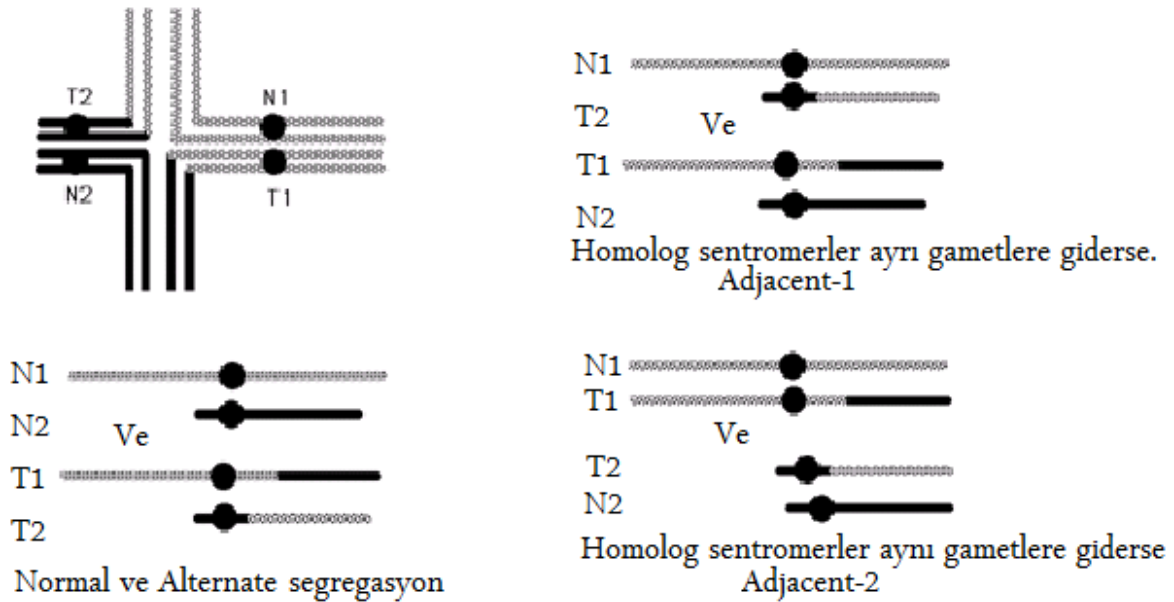 T2
N1
N2
T1
N1
T2
Ve
T1
N2
Homolog sentromerler ayrı gametlere giderse.
Adjacent-1
N1
N2
Ve
T1
T2
Normal ve Alternate segregasyon
N1
T1
Ve
T2
N2
Homolog sentromerler aynı gametlere giderse
Adjacent-2